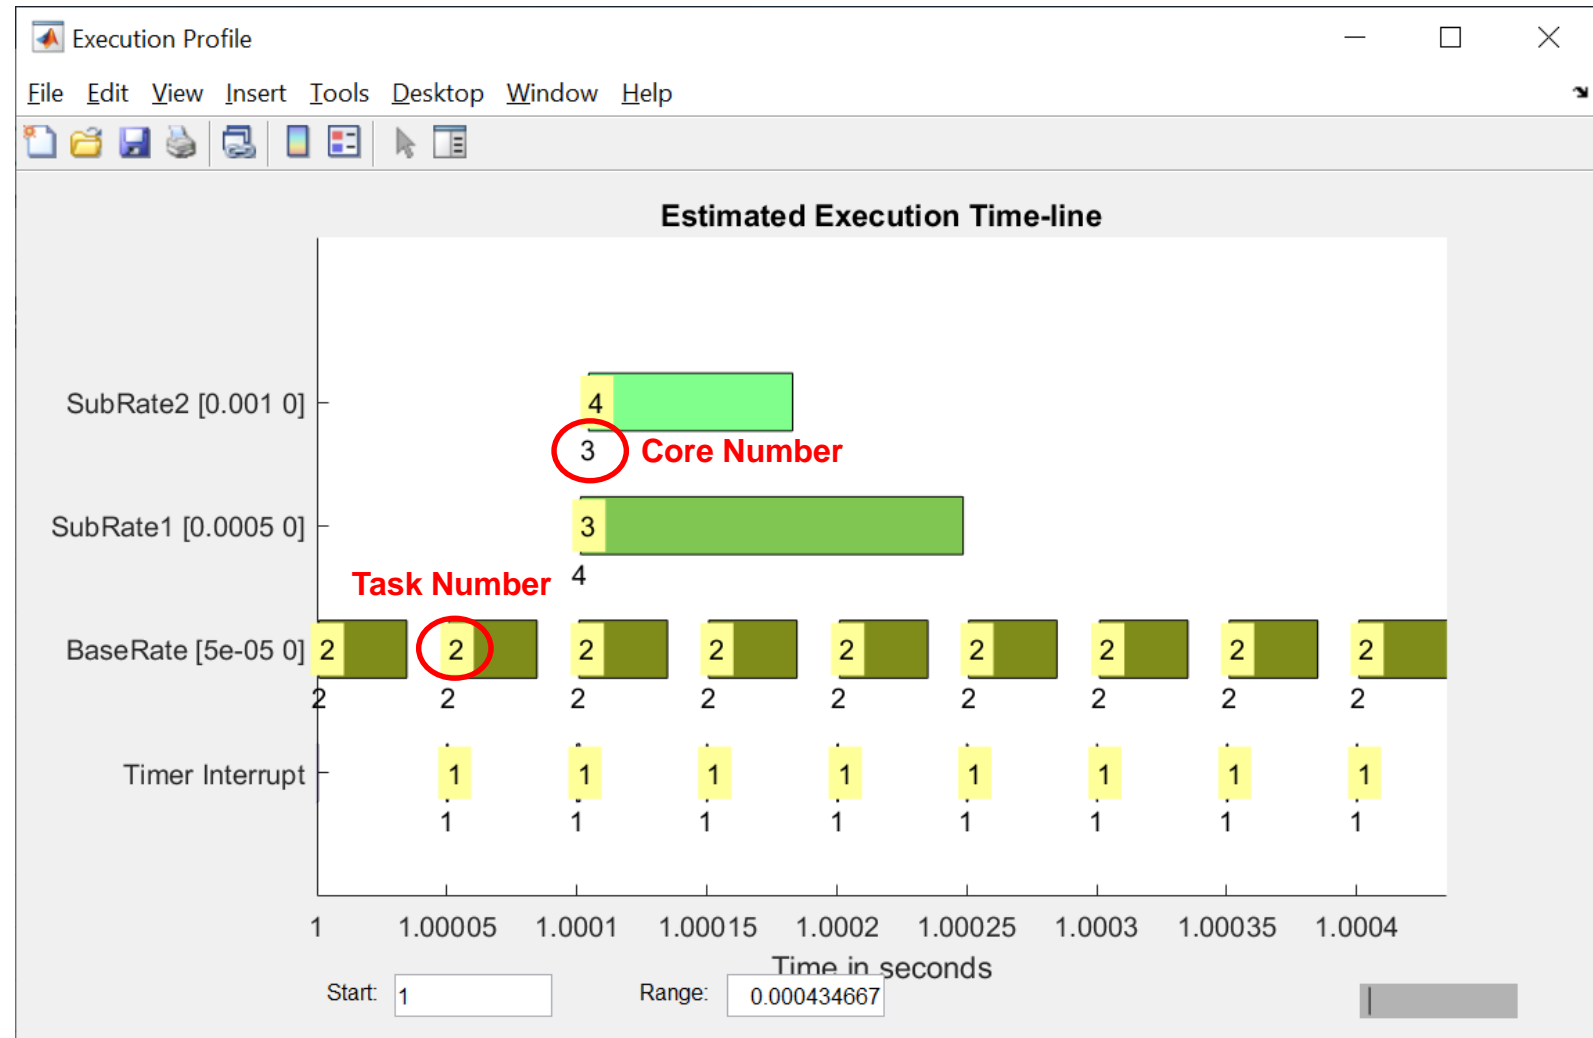 Execution Profile
File Edit View Insert Tools Desktop Window Help
Estimated Execution Time-line
SubRate2 [0.001 0]
4
3 Core Number
SubRate1 [0.0005 0]
3
4
Task Number
BaseRate [5e-05 0]
2 2 2 2 2 2 2 2 2
2 2 2 2 2 2 2 2 2
Timer Interrupt
1 1 1 1 1 1 1 1
1 1 1 1 1 1 1 1
1 1.00005 1.0001 1.00015 1.0002 1.00025 1.0003 1.00035 1.0004
Time in seconds
Start: 1 Range: 0.000434667